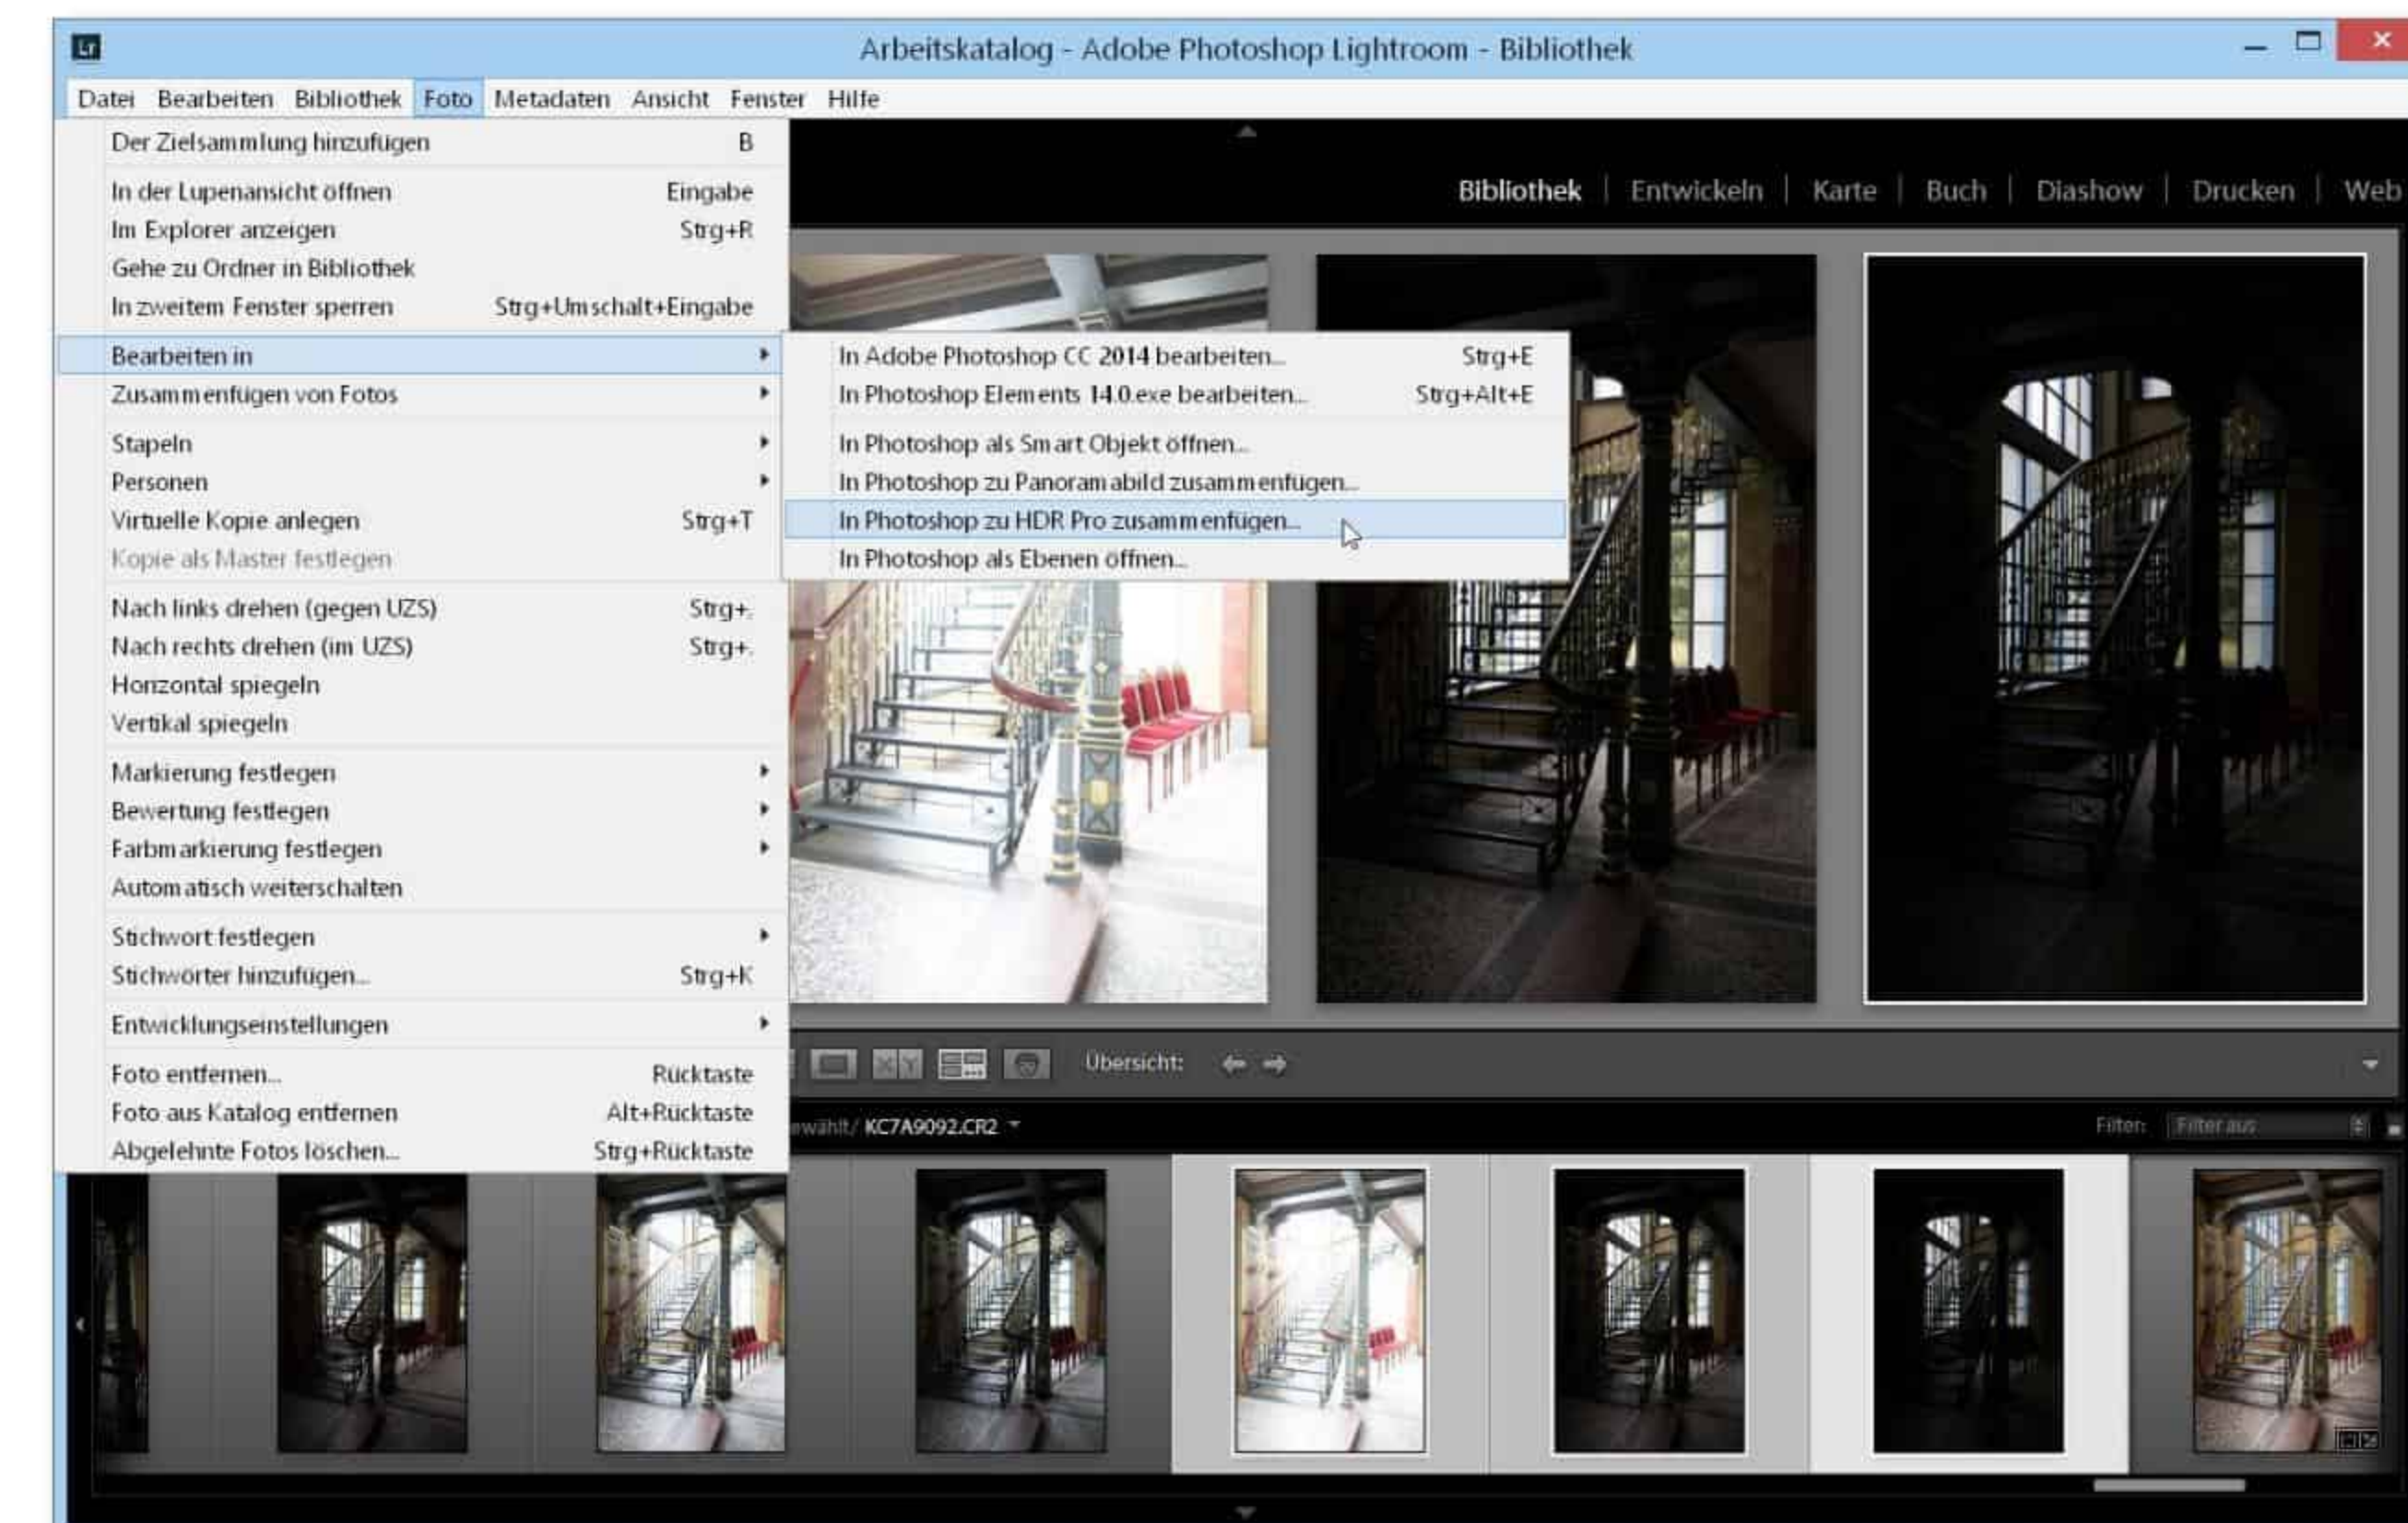 Lr
Arbeitskatalog - Adobe Photoshop Lightroom - Bibliothek
Datei Bearbeiten Bibliothek Foto Metadaten Ansicht Fenster Hilfe
Der Zielsammlung hinzufügen B
In der Lupenansicht öffnen Eingabe
Im Explorer anzeigen Strg+R
Gehe zu Ordner in Bibliothek
In zweitem Fenster sperren Strg+Umschalt+Eingabe
Bearbeiten in
Zusammenfügen von Fotos
Stapeln
Personen
Virtuelle Kopie anlegen Strg+T
Kopie als Master festlegen
Nach links drehen (gegen UZS) Strg+,
Nach rechts drehen (im UZS) Strg+.
Horizontal spiegeln
Vertikal spiegeln
Markierung festlegen
Bewertung festlegen
Farbmarkierung festlegen
Automatisch weiterschalten
Stichwort festlegen
Stichwörter hinzufügen... Strg+K
Entwicklungseinstellungen
Foto entfernen... Rücktaste
Foto aus Katalog entfernen Alt+Rücktaste
Abgelehnte Fotos löschen... Strg+Rücktaste
In Adobe Photoshop CC 2014 bearbeiten... Strg+E
In Photoshop Elements 14.0.exe bearbeiten... Strg+Alt+E
In Photoshop als Smart Objekt öffnen...
In Photoshop zu Panoramabild zusammenfügen...
In Photoshop zu HDR Pro zusammenfügen...
In Photoshop als Ebenen öffnen...
Bibliothek | Entwickeln | Karte | Buch | Diashow | Drucken | Web
X Y
Übersicht:
ewählt/ KC7A9092.CR2
Filter: Filter aus